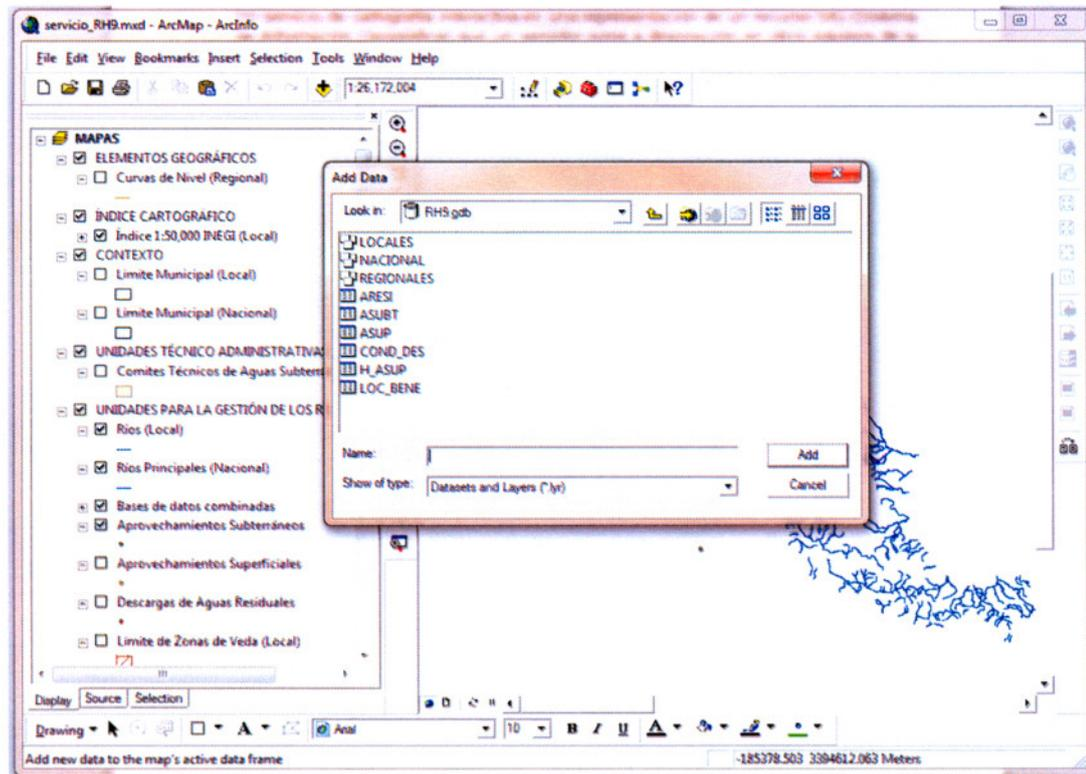 servicio_RH9.mxd - ArcMap - ArcInfo
File Edit View Bookmarks Insert Selection Tools Window Help
1:26,172,004
MAPAS
ELEMENTOS GEOGRÁFICOS
Curvas de Nivel (Regional)
ÍNDICE CARTOGRÁFICO
Índice 1:50,000 INEGI (Local)
CONTEXTO
Limite Municipal (Local)
Limite Municipal (Nacional)
UNIDADES TÉCNICO ADMINISTRATIVAS
Comites Técnicos de Aguas Subterr
UNIDADES PARA LA GESTIÓN DE LOS R
Rios (Local)
Rios Principales (Nacional)
Bases de datos combinadas
Aprovechamientos Subterráneos
Aprovechamientos Superficiales
Descargas de Aguas Residuales
Limite de Zonas de Veda (Local)
Display Source Selection
Add Data
Look in: RH9.gdb
LOCALES
NACIONAL
REGIONALES
ARESI
ASUBT
ASUP
COND_DES
H_ASUP
LOC_BENE
Name:
Add
Show of type: Datasets and Layers (*.lyr)
Cancel
Drawing A Arial 10 B I U A
Add new data to the map's active data frame
-185378.503 3394612.063 Meters